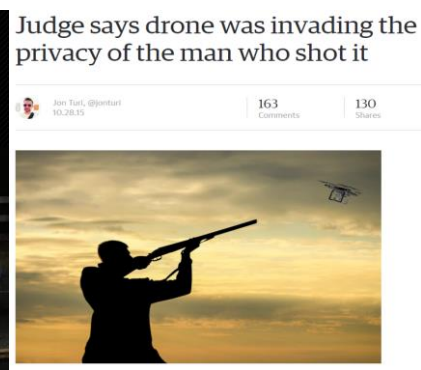 Judge says drone was invading the
privacy of the man who shot it
Jon Turi, @jonturi
10.28.15
163
Comments
130
Shares